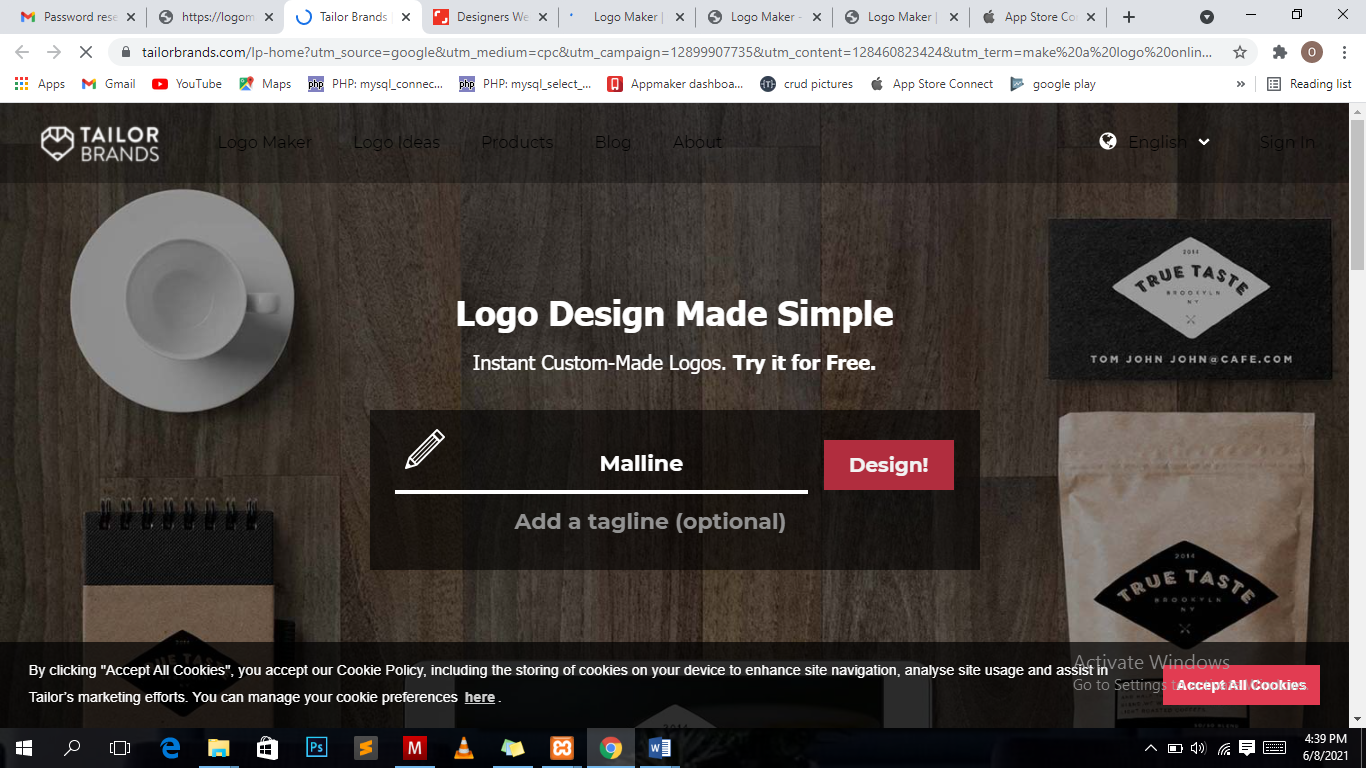 Password rese
https://logom
Tailor Brands |
Designers We
Logo Maker |
Logo Maker -
Logo Maker |
App Store Co
tailorbrands.com/lp-home?utm_source=google&utm_medium=cpc&utm_campaign=12899907735&utm_content=128460823424&utm_term=make%20a%20logo%20onlin...
O
Apps
Gmail
YouTube
Maps
php PHP: mysql_connec...
php PHP: mysql_select_...
Appmaker dashboa...
crud pictures
App Store Connect
google play
»
Reading list
TAILOR
BRANDS
Logo Maker
Logo Ideas
Products
Blog
About
English
Sign In
2014
TRUE TASTE
BROOKYLN
NY
TOM JOHN JOHN@CAFE.COM
Logo Design Made Simple
Instant Custom-Made Logos. Try it for Free.
Malline
Design!
Add a tagline (optional)
2014
TRUE TASTE
BROOKYLN
NY
By clicking "Accept All Cookies", you accept our Cookie Policy, including the storing of cookies on your device to enhance site navigation, analyse site usage and assist in
Tailor's marketing efforts. You can manage your cookie preferences here .
Activate Windows
Go to Settings t
Accept All Cookies
2014
Ps
M
W
4:39 PM
6/8/2021